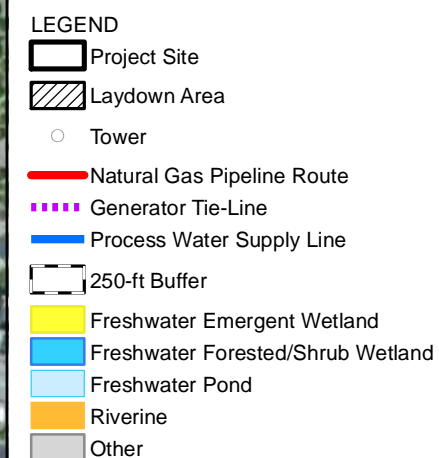 LEGEND
Project Site
Laydown Area
Tower
Natural Gas Pipeline Route
Generator Tie-Line
Process Water Supply Line
250-ft Buffer
Freshwater Emergent Wetland
Freshwater Forested/Shrub Wetland
Freshwater Pond
Riverine
Other